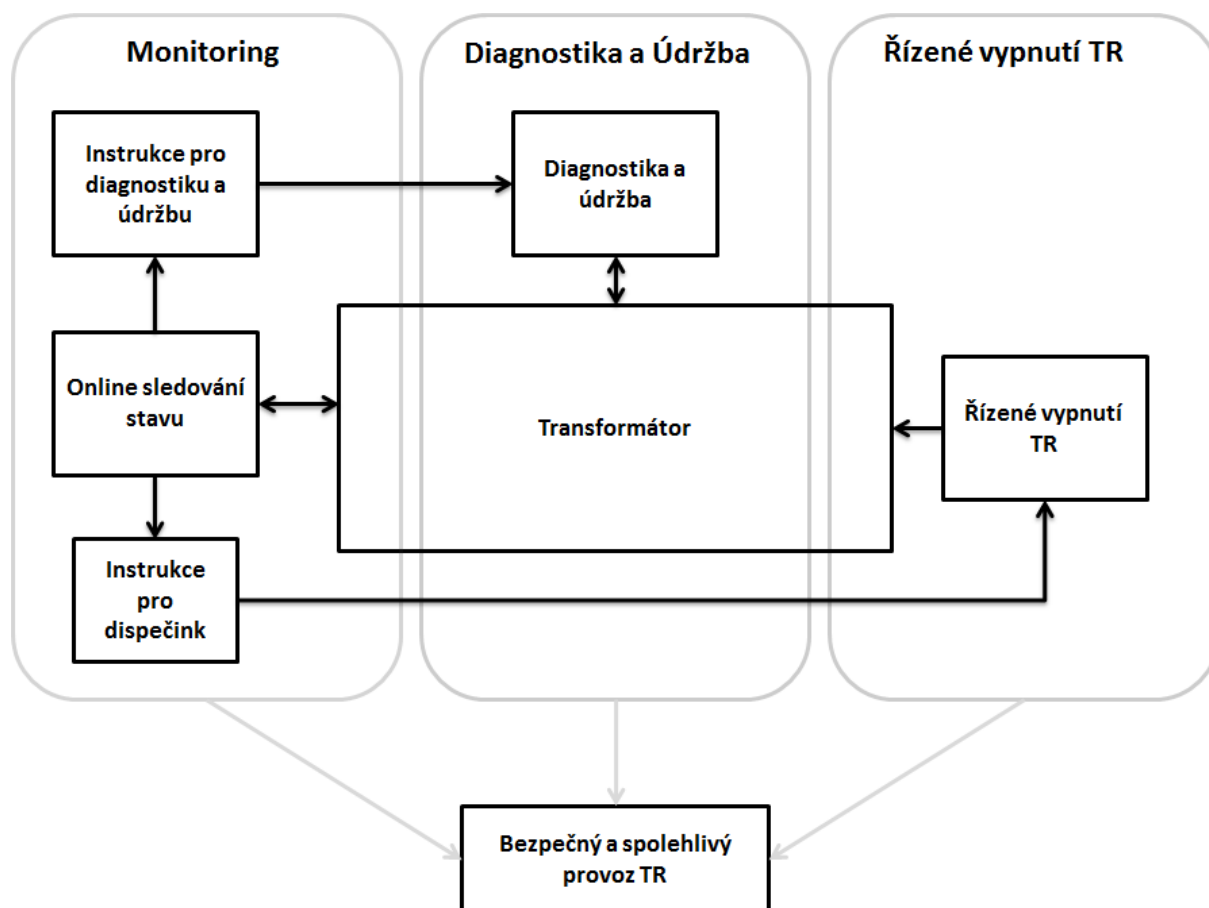 Monitoring
Diagnostika a Údržba
Řízené vypnutí TR
Instrukce pro
diagnostiku a
údržbu
Diagnostika a
údržba
Online sledování
stavu
Transformátor
Řízené vypnutí
TR
Instrukce
pro
dispečink
Bezpečný a spolehlivý
provoz TR